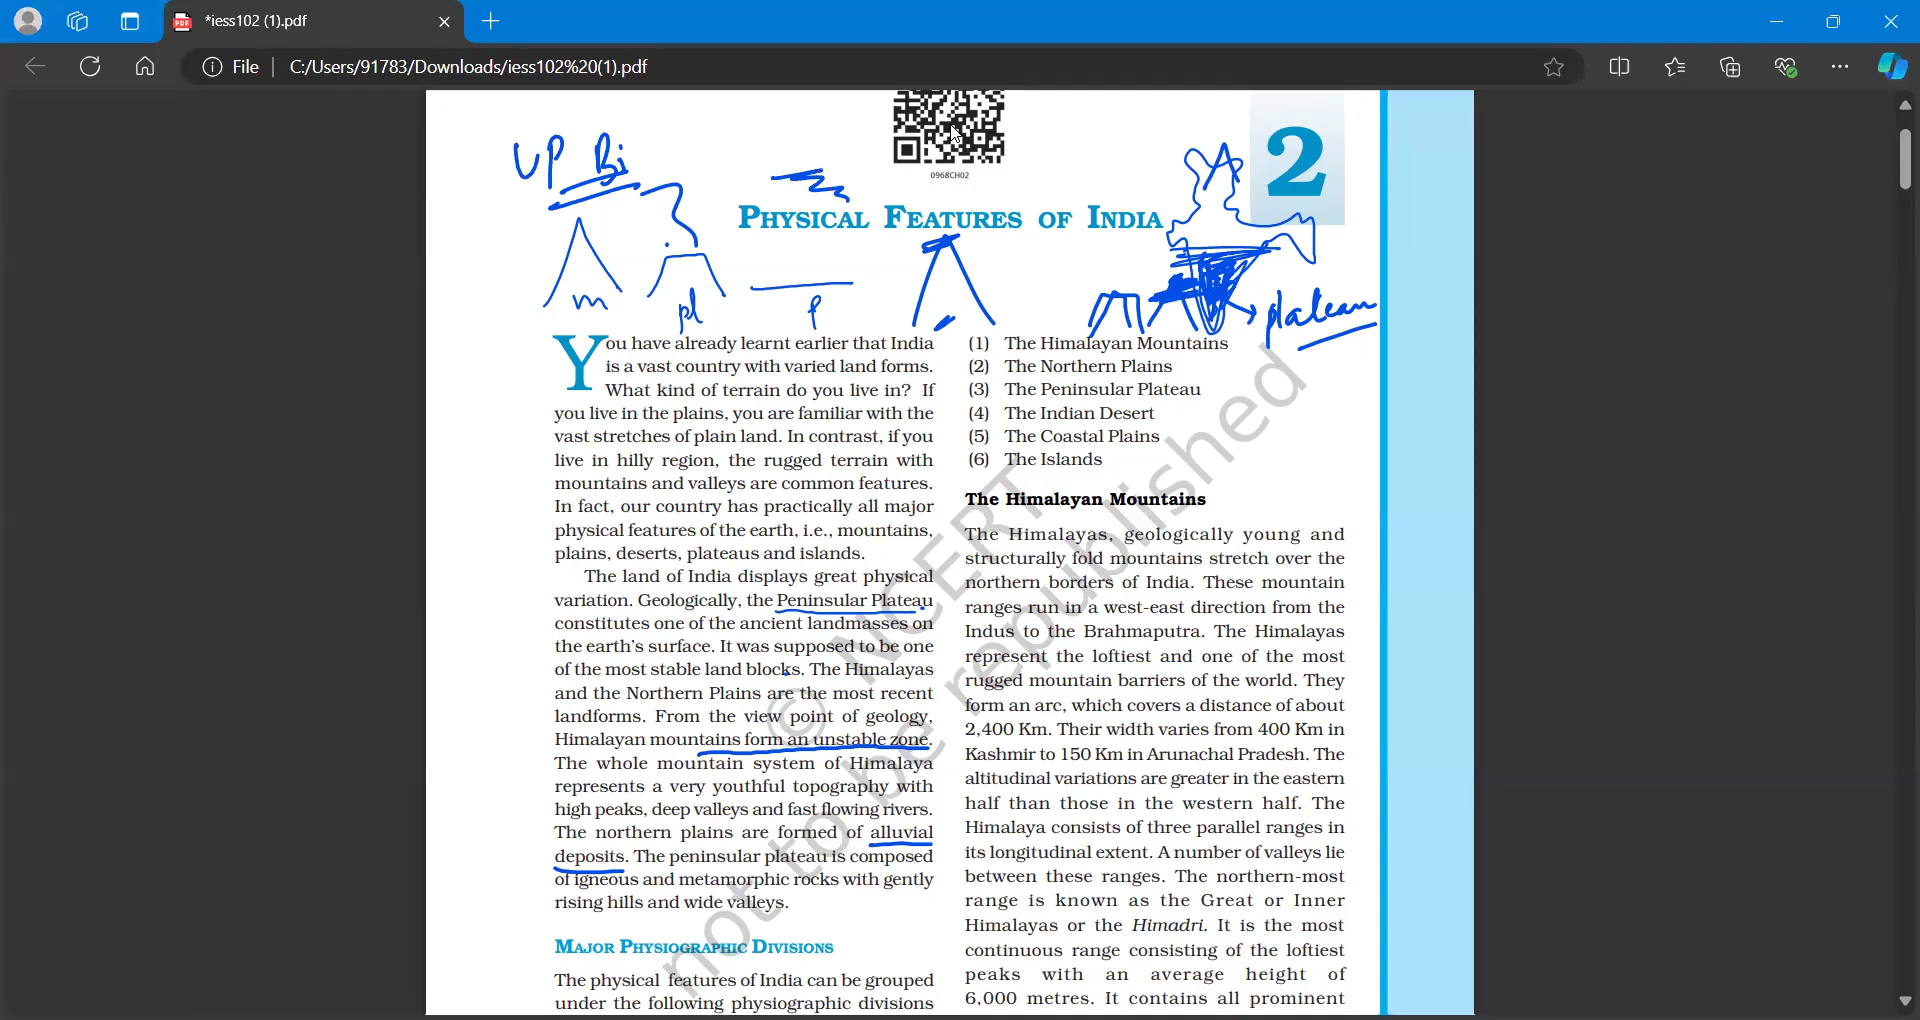 *iess102 (1).pdf
File
C:/Users/91783/Downloads/iess102%20(1).pdf
UP Bi
0968CH02
A
2
PHYSICAL FEATURES OF INDIA
m
pl
p
plateau
You have already learnt earlier that India
is a vast country with varied land forms.
What kind of terrain do you live in? If
you live in the plains, you are familiar with the
vast stretches of plain land. In contrast, if you
live in hilly region, the rugged terrain with
mountains and valleys are common features.
In fact, our country has practically all major
physical features of the earth, i.e., mountains,
plains, deserts, plateaus and islands.
The land of India displays great physical
variation. Geologically, the Peninsular Plateau
constitutes one of the ancient landmasses on
the earth's surface. It was supposed to be one
of the most stable land blocks. The Himalayas
and the Northern Plains are the most recent
landforms. From the view point of geology,
Himalayan mountains form an unstable zone.
The whole mountain system of Himalaya
represents a very youthful topography with
high peaks, deep valleys and fast flowing rivers.
The northern plains are formed of alluvial
deposits. The peninsular plateau is composed
of igneous and metamorphic rocks with gently
rising hills and wide valleys.
MAJOR PHYSIOGRAPHIC DIVISIONS
The physical features of India can be grouped
under the following physiographic divisions
(1) The Himalayan Mountains
(2) The Northern Plains
(3) The Peninsular Plateau
(4) The Indian Desert
(5) The Coastal Plains
(6) The Islands
The Himalayan Mountains
The Himalayas, geologically young and
structurally fold mountains stretch over the
northern borders of India. These mountain
ranges run in a west-east direction from the
Indus to the Brahmaputra. The Himalayas
represent the loftiest and one of the most
rugged mountain barriers of the world. They
form an arc, which covers a distance of about
2,400 Km. Their width varies from 400 Km in
Kashmir to 150 Km in Arunachal Pradesh. The
altitudinal variations are greater in the eastern
half than those in the western half. The
Himalaya consists of three parallel ranges in
its longitudinal extent. A number of valleys lie
between these ranges. The northern-most
range is known as the Great or Inner
Himalayas or the Himadri. It is the most
continuous range consisting of the loftiest
peaks with an average height of
6,000 metres. It contains all prominent
© NCERT
not to be republished